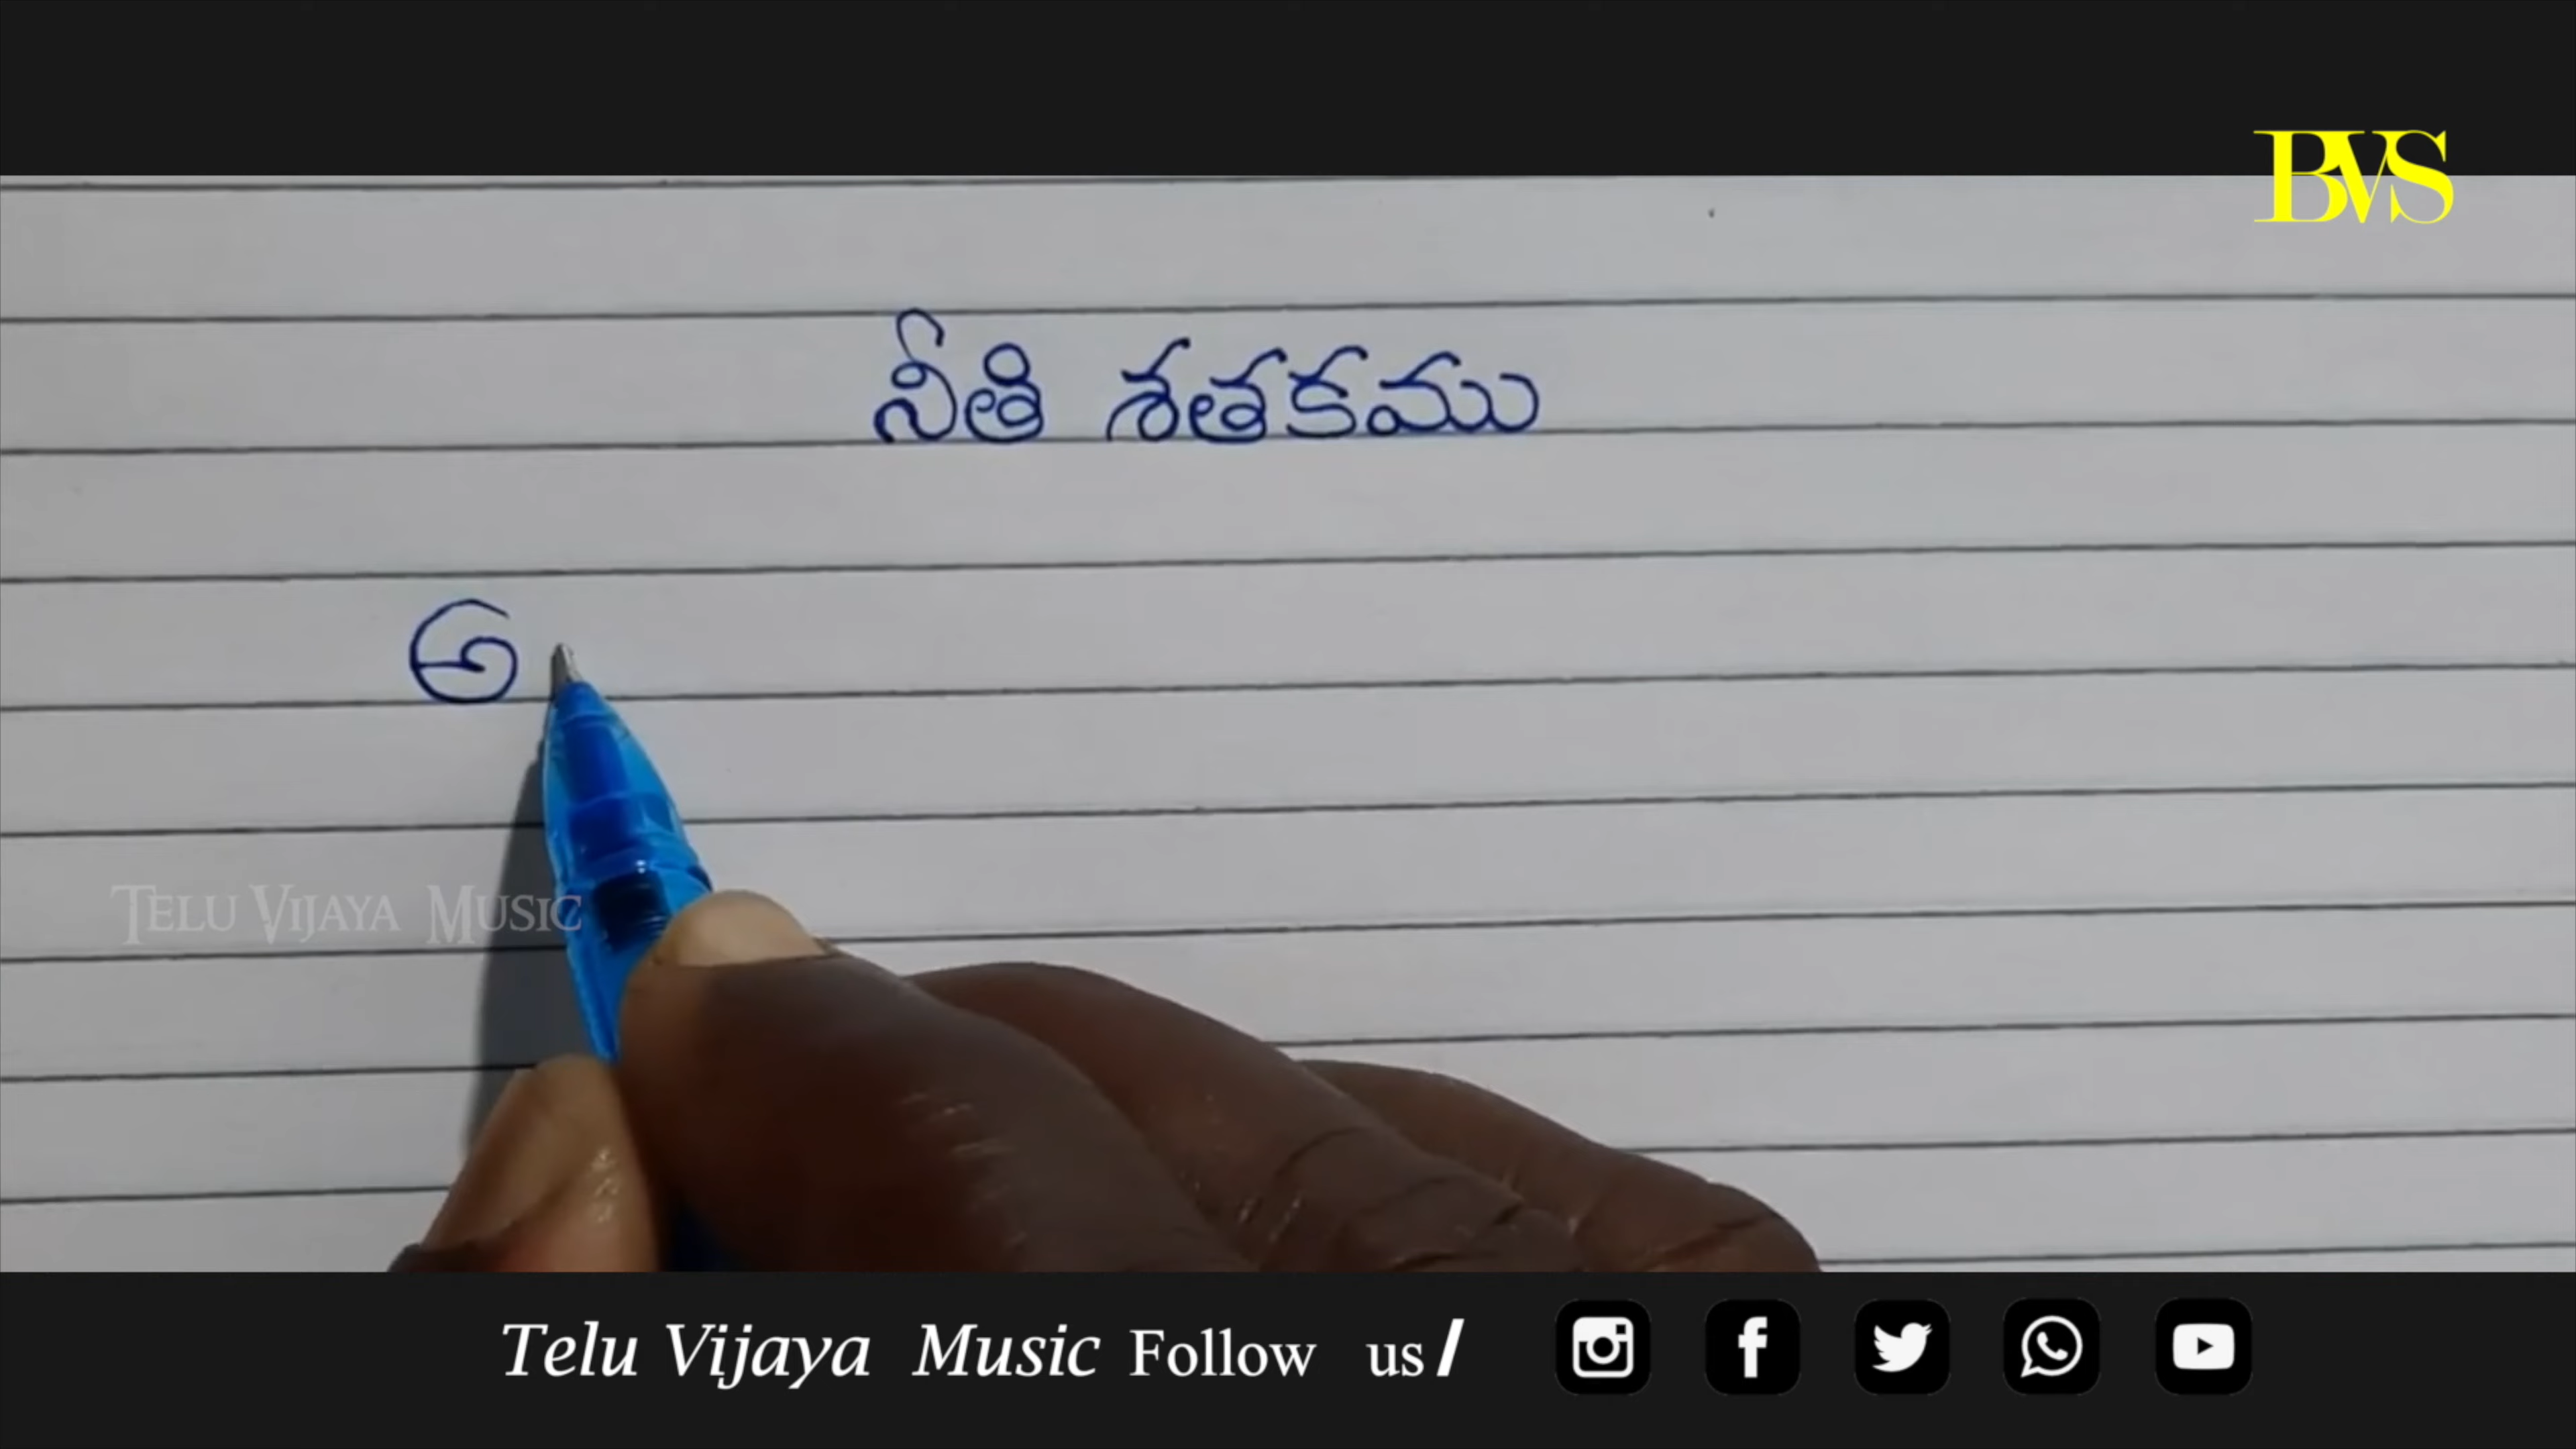 BVS
నీతి శతకము
అ
TELU VIJAYA MUSIC
Telu Vijaya Music Follow us /